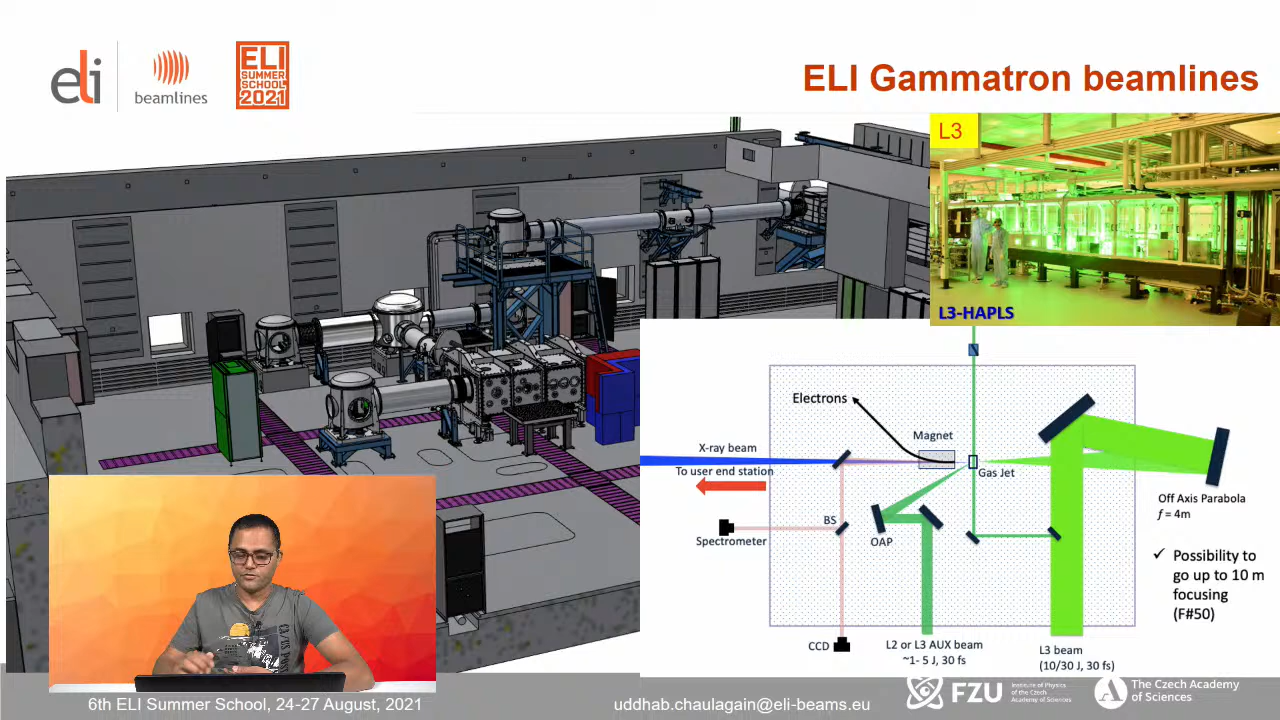 eli
beamlines
ELI
SUMMER
SCHOOL
2021
ELI Gammatron beamlines
L3
L3-HAPLS
Electrons
Magnet
X-ray beam
To user end station
Gas Jet
Off Axis Parabola
f = 4m
BS
OAP
Spectrometer
✓ Possibility to
go up to 10 m
focusing
(F#50)
CCD
L2 or L3 AUX beam
~1- 5 J, 30 fs
L3 beam
(10/30 J, 30 fs)
6th ELI Summer School, 24-27 August, 2021
uddhab.chaulagain@eli-beams.eu
FZU
Institute of Physics
of the Czech
Academy of Sciences
The Czech Academy
of Sciences